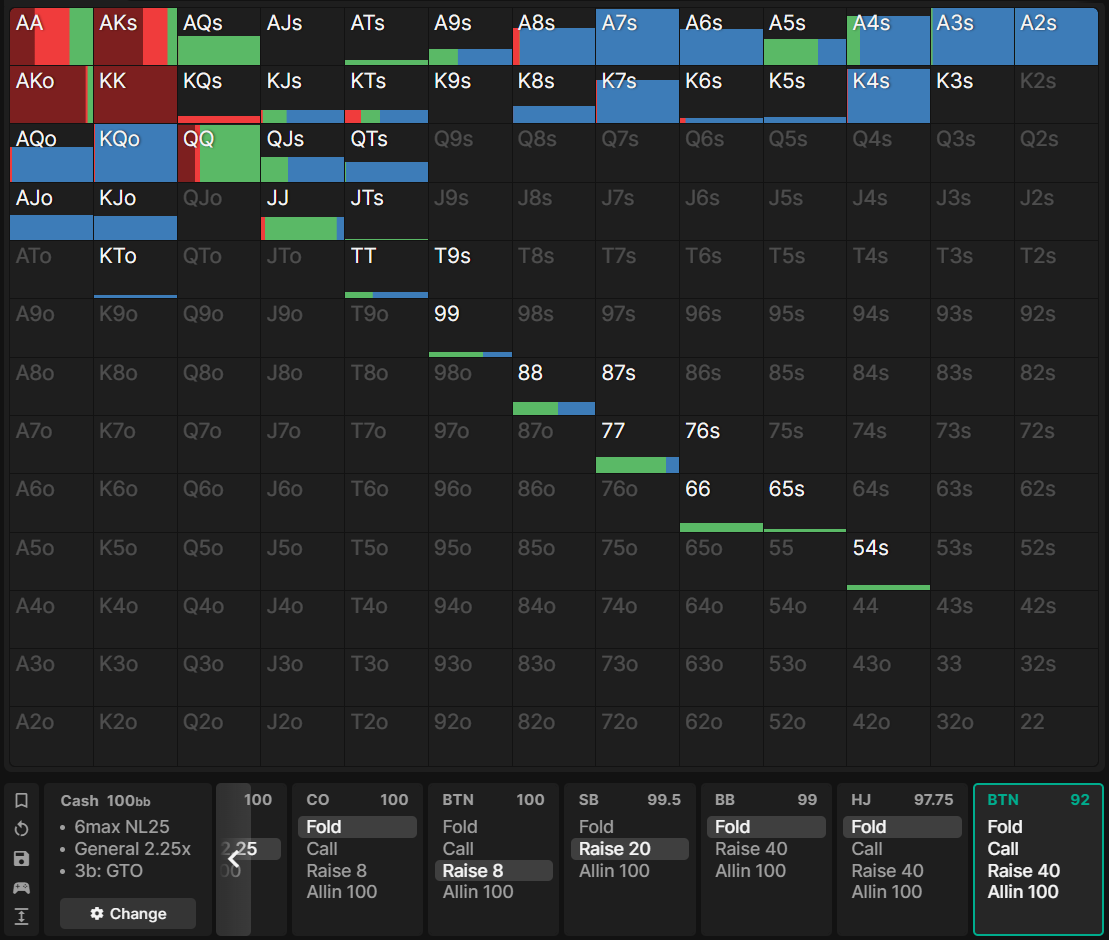 AA AKs AQs AJs ATs A9s A8s A7s A6s A5s A4s A3s A2s
AKo KK KQs KJs KTs K9s K8s K7s K6s K5s K4s K3s K2s
AQo KQo QQ QJs QTs Q9s Q8s Q7s Q6s Q5s Q4s Q3s Q2s
AJo KJo QJo JJ JTs J9s J8s J7s J6s J5s J4s J3s J2s
ATo KTo QTo JTo TT T9s T8s T7s T6s T5s T4s T3s T2s
A9o K9o Q9o J9o T9o 99 98s 97s 96s 95s 94s 93s 92s
A8o K8o Q8o J8o T8o 98o 88 87s 86s 85s 84s 83s 82s
A7o K7o Q7o J7o T7o 97o 87o 77 76s 75s 74s 73s 72s
A6o K6o Q6o J6o T6o 96o 86o 76o 66 65s 64s 63s 62s
A5o K5o Q5o J5o T5o 95o 85o 75o 65o 55 54s 53s 52s
A4o K4o Q4o J4o T4o 94o 84o 74o 64o 54o 44 43s 42s
A3o K3o Q3o J3o T3o 93o 83o 73o 63o 53o 43o 33 32s
A2o K2o Q2o J2o T2o 92o 82o 72o 62o 52o 42o 32o 22
Cash 100bb
• 6max NL25
• General 2.25x
• 3b: GTO
Change
100
2.25
00
CO 100
Fold
Call
Raise 8
Allin 100
BTN 100
Fold
Call
Raise 8
Allin 100
SB 99.5
Fold
Raise 20
Allin 100
BB 99
Fold
Raise 40
Allin 100
HJ 97.75
Fold
Call
Raise 40
Allin 100
BTN 92
Fold
Call
Raise 40
Allin 100